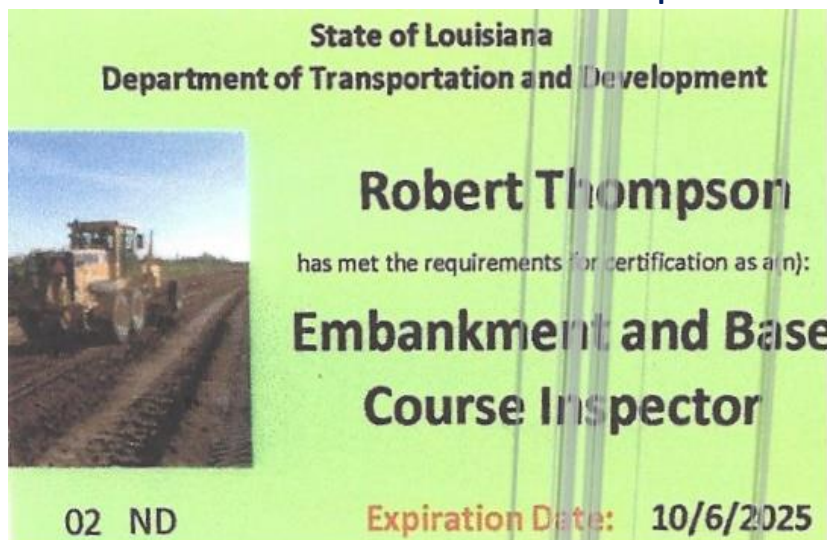 State of Louisiana
Department of Transportation and Development
Robert Thompson
has met the requirements for certification as a(n):
Embankment and Base
Course Inspector
02 ND
Expiration Date: 10/6/2025